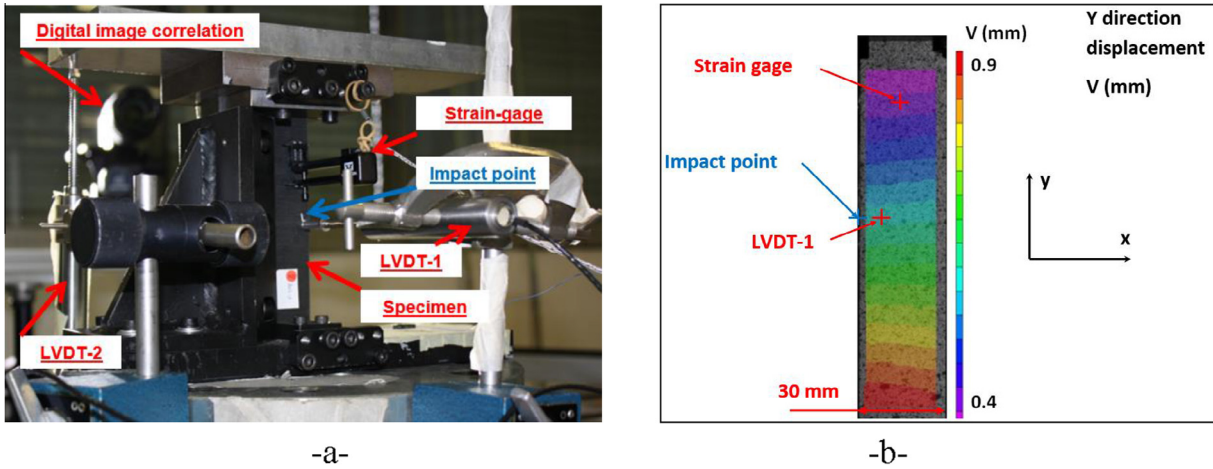 Digital image correlation
Strain-gage
Impact point
LVDT-1
Specimen
LVDT-2
-a-
V (mm)
0.9
0.4
Y direction
displacement
V (mm)
Strain gage
Impact point
LVDT-1
y
x
30 mm
-b-